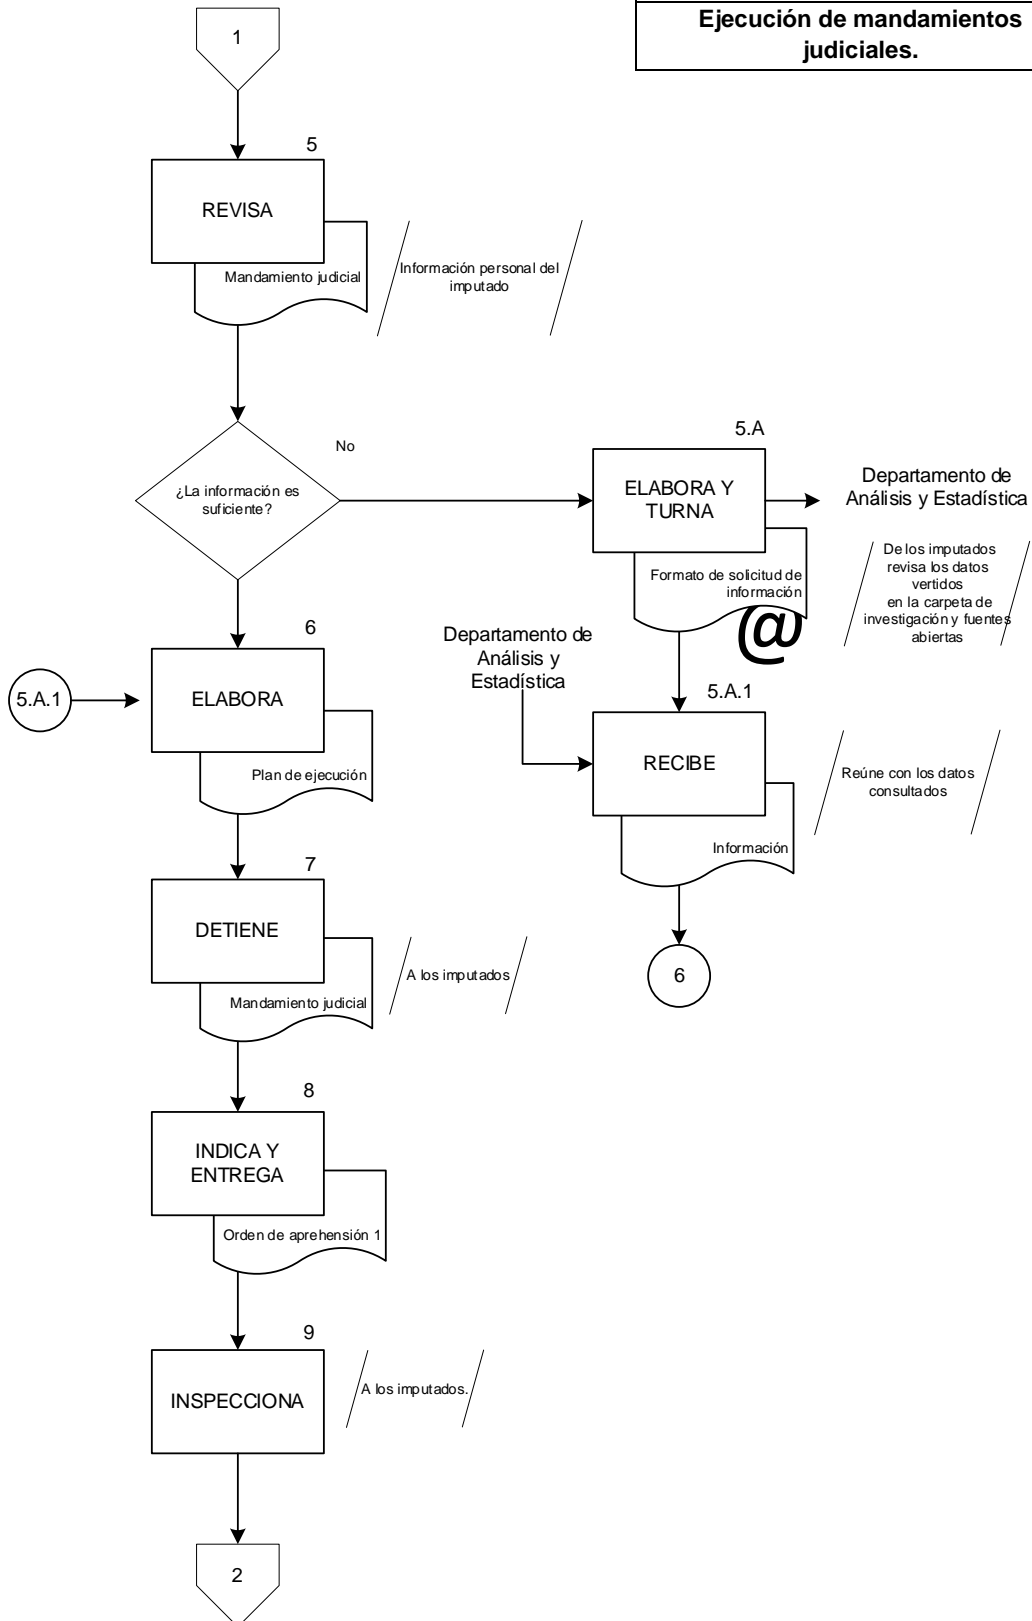 Ejecución de mandamientos
judiciales.
1
5
REVISA
Mandamiento judicial
Información personal del
imputado
¿La información es
suficiente?
No
5.A
ELABORA Y
TURNA
Departamento de
Análisis y Estadística
Formato de solicitud de
información
@
De los imputados
revisa los datos
vertidos
en la carpeta de
investigación y fuentes
abiertas
6
5.A.1
ELABORA
Plan de ejecución
Departamento de
Análisis y
Estadística
5.A.1
RECIBE
Información
Reúne con los datos
consultados
6
7
DETIENE
Mandamiento judicial
A los imputados
8
INDICA Y
ENTREGA
Orden de aprehensión 1
9
INSPECCIONA
A los imputados.
2